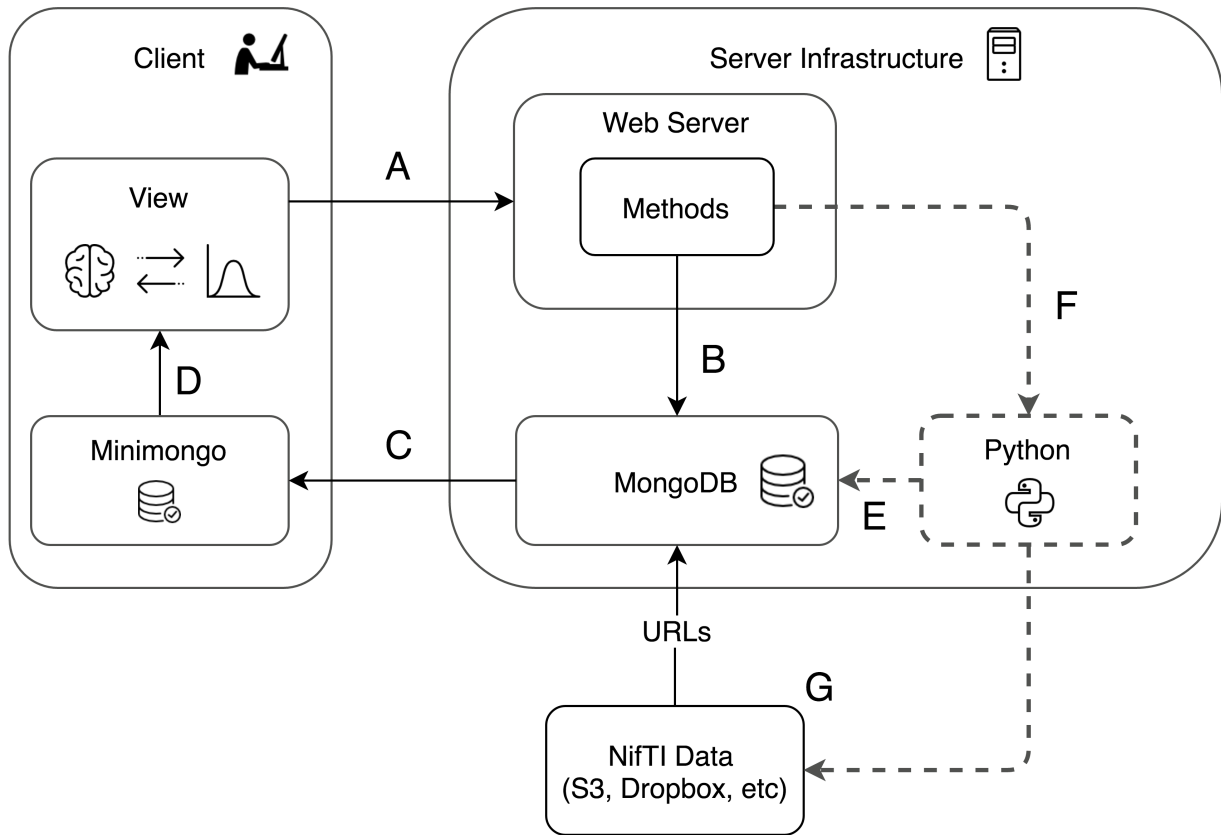 Client
Server Infrastructure
Web Server
A
View
Methods
F
B
D
C
Minimongo
MongoDB
Python
E
URLs
G
NifTI Data
(S3, Dropbox, etc)